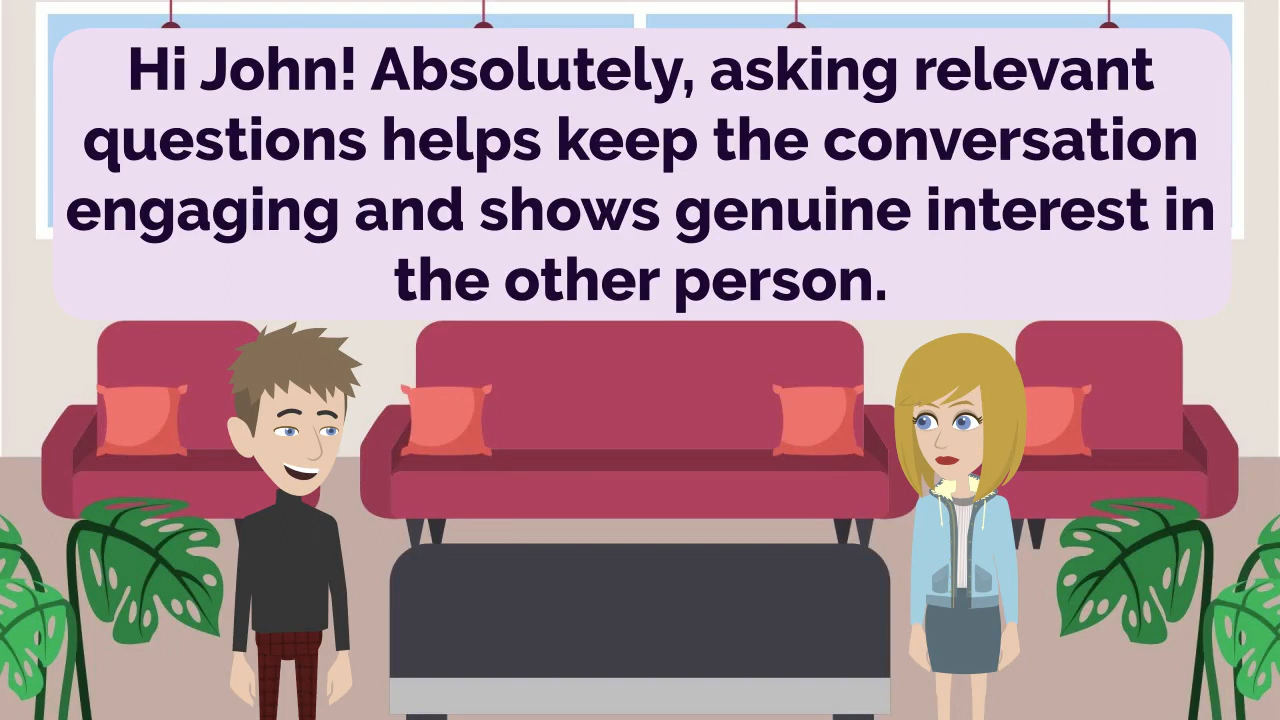 Hi John! Absolutely, asking relevant
questions helps keep the conversation
engaging and shows genuine interest in
the other person.